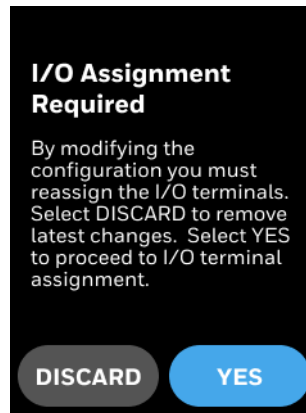 I/O Assignment
Required
By modifying the
configuration you must
reassign the I/O terminals.
Select DISCARD to remove
latest changes.  Select YES
to proceed to I/O terminal
assignment.
DISCARD
YES